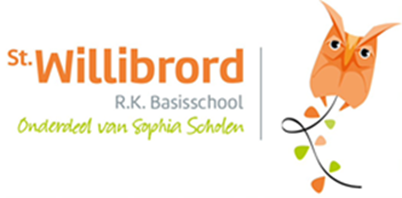 St. Willibrord
R.K. Basisschool
Onderdeel van Sophia Scholen